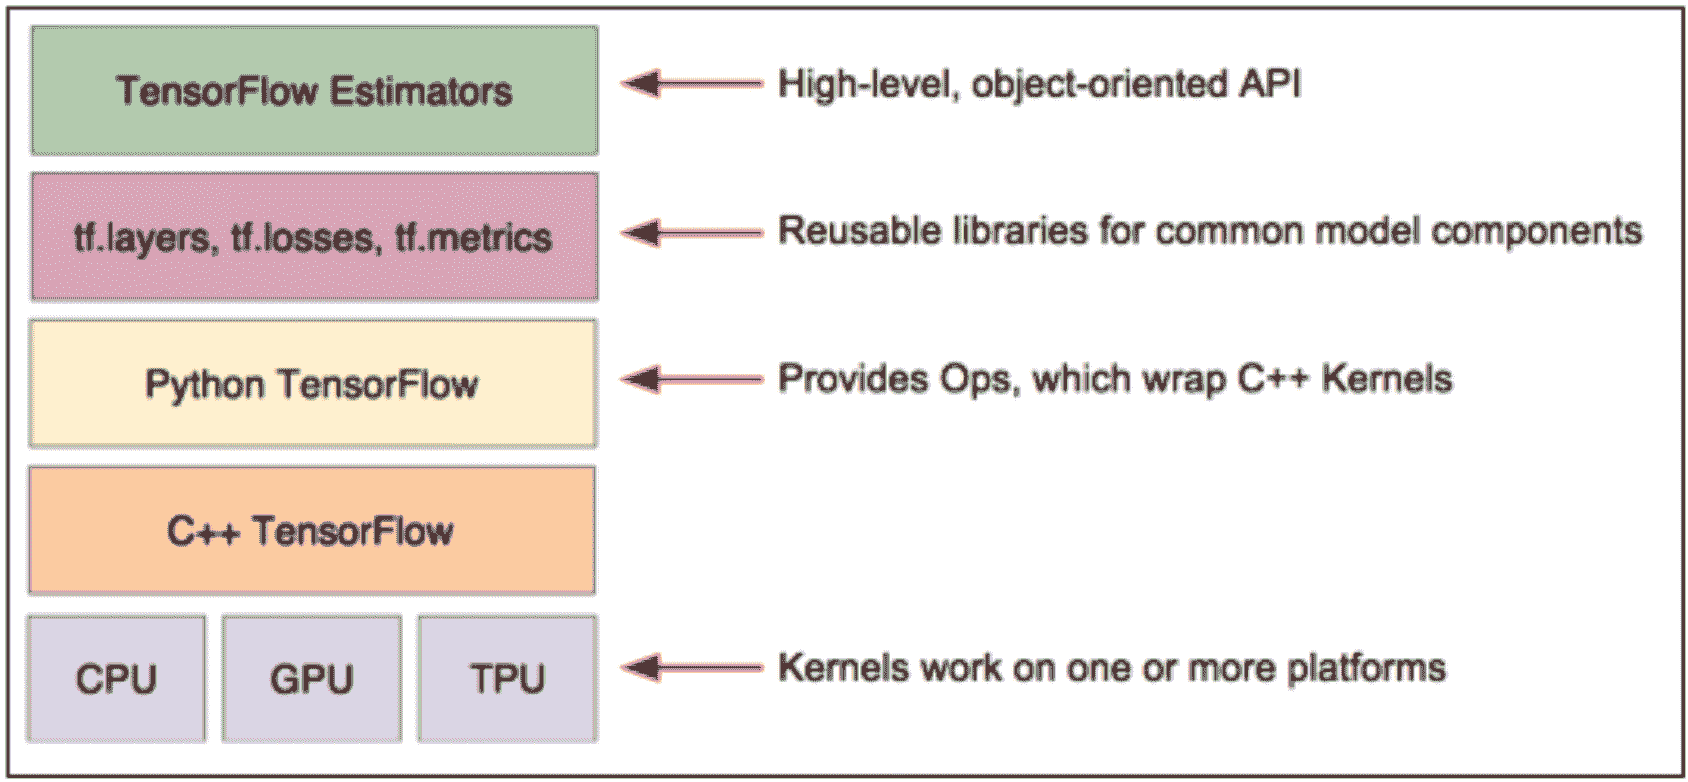 TensorFlow Estimators
High-level, object-oriented API
tf.layers, tf.losses, tf.metrics
Reusable libraries for common model components
Python TensorFlow
Provides Ops, which wrap C++ Kernels
C++ TensorFlow
CPU
GPU
TPU
Kernels work on one or more platforms